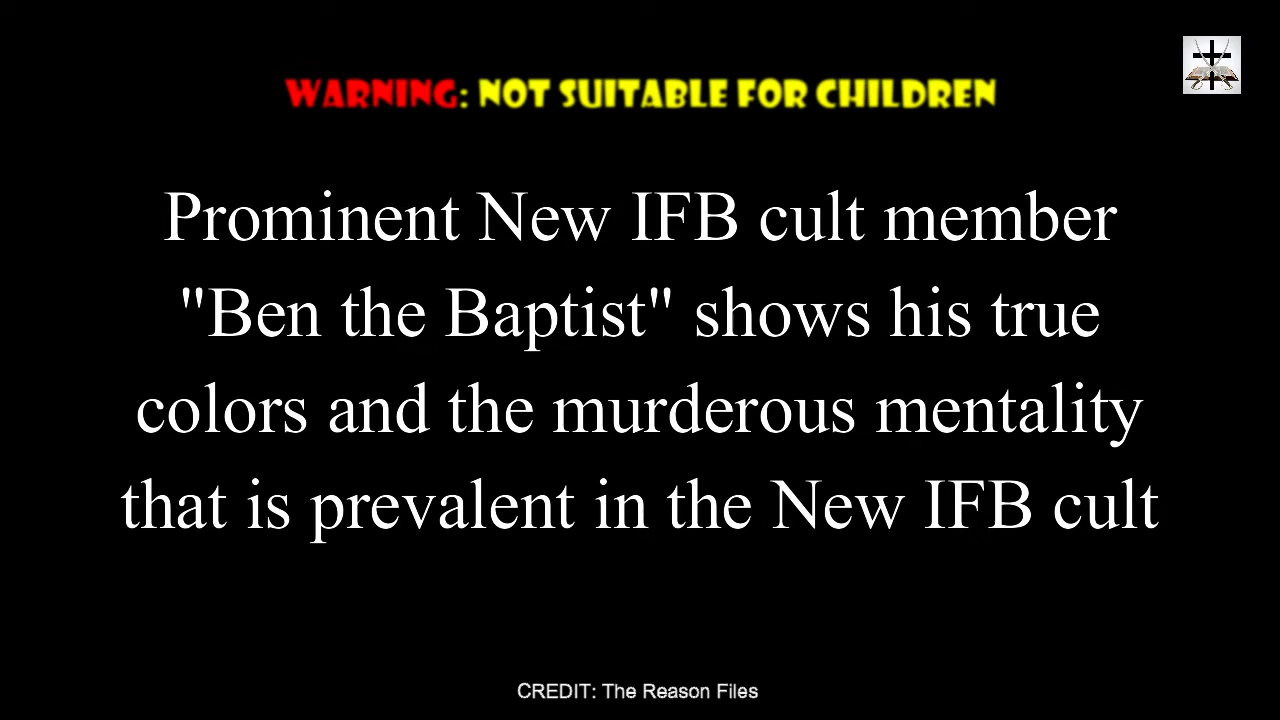 WARNING: NOT SUITABLE FOR CHILDREN
Prominent New IFB cult member
"Ben the Baptist" shows his true
colors and the murderous mentality
that is prevalent in the New IFB cult
CREDIT: The Reason Files